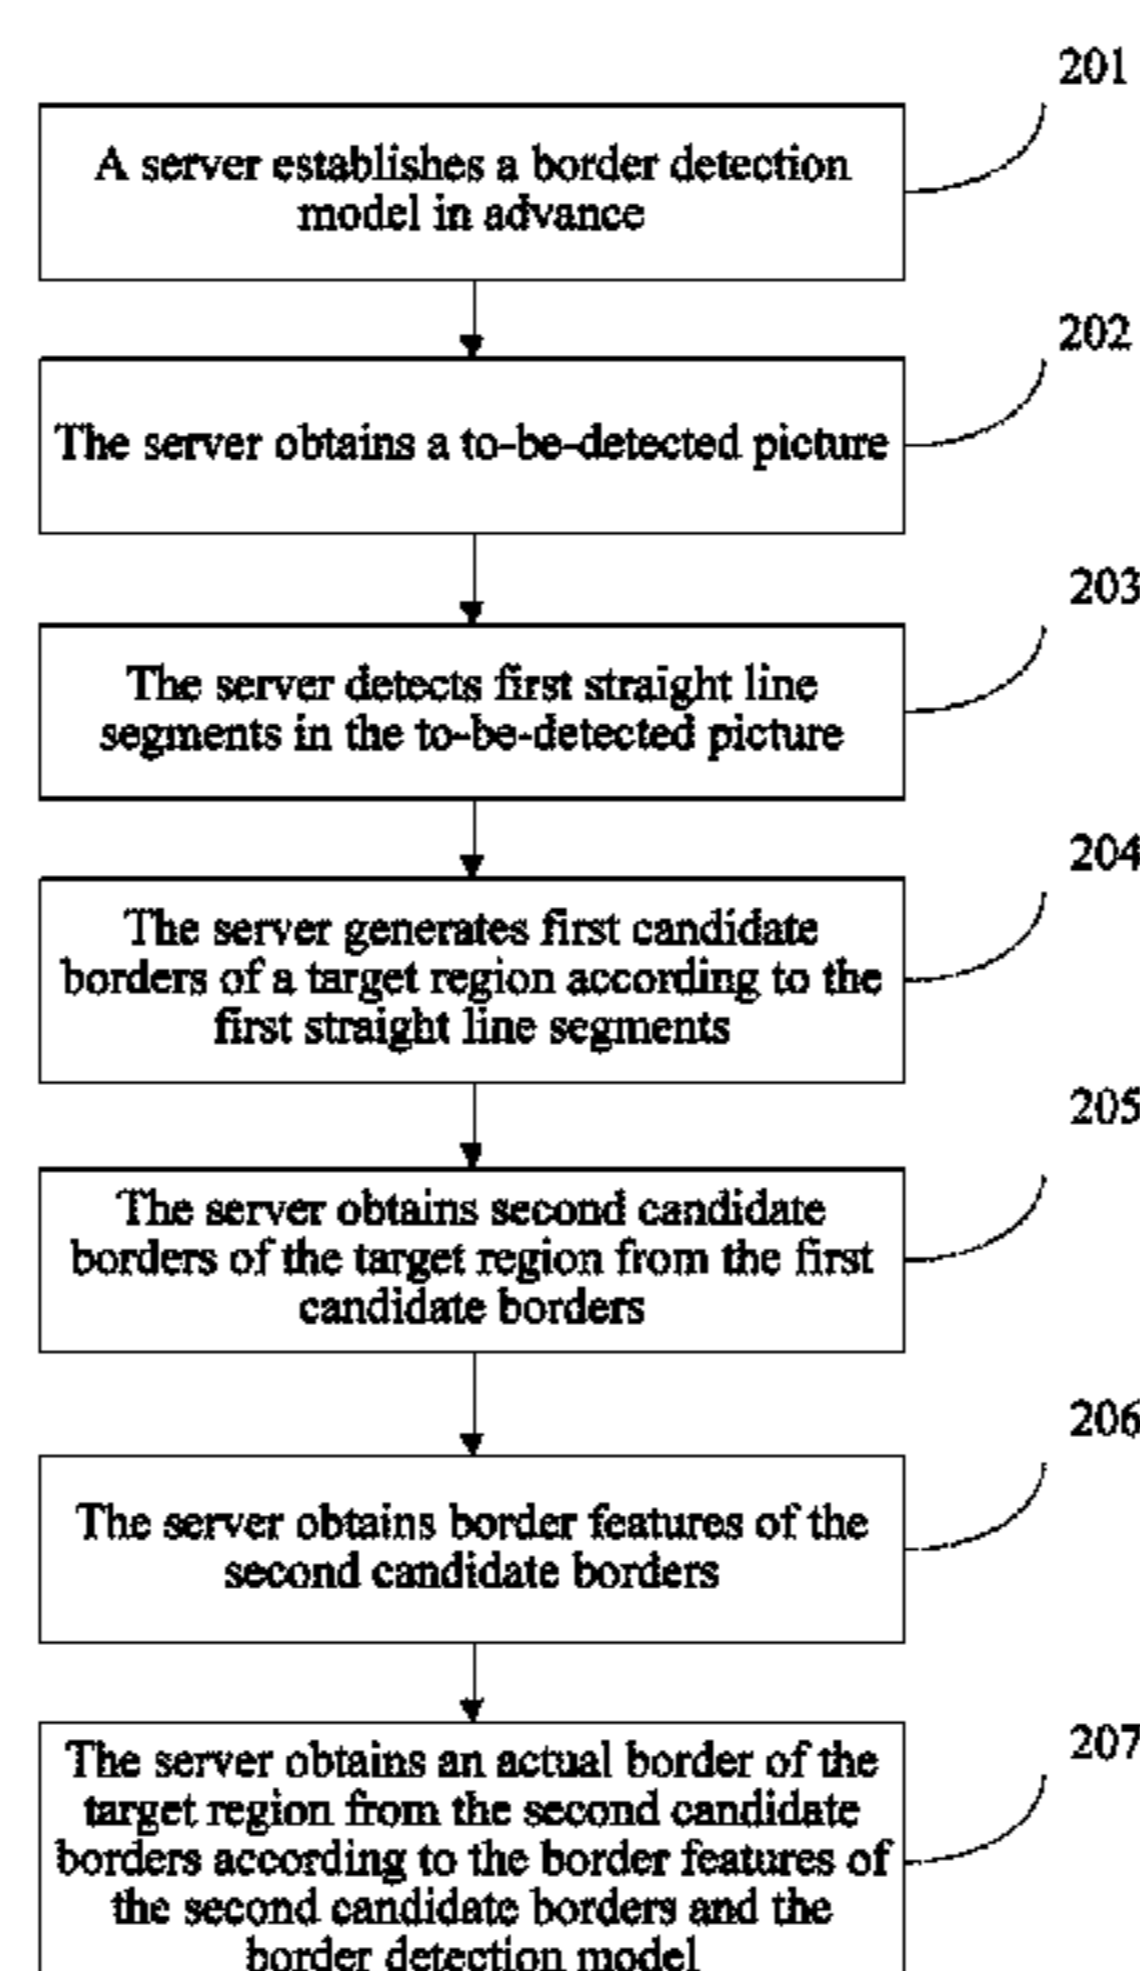 201
A server establishes a border detection
model in advance
202
The server obtains a to-be-detected picture
203
The server detects first straight line
segments in the to-be-detected picture
204
The server generates first candidate
borders of a target region according to the
first straight line segments
205
The server obtains second candidate
borders of the target region from the first
candidate borders
206
The server obtains border features of the
second candidate borders
207
The server obtains an actual border of the
target region from the second candidate
borders according to the border features of
the second candidate borders and the
border detection model